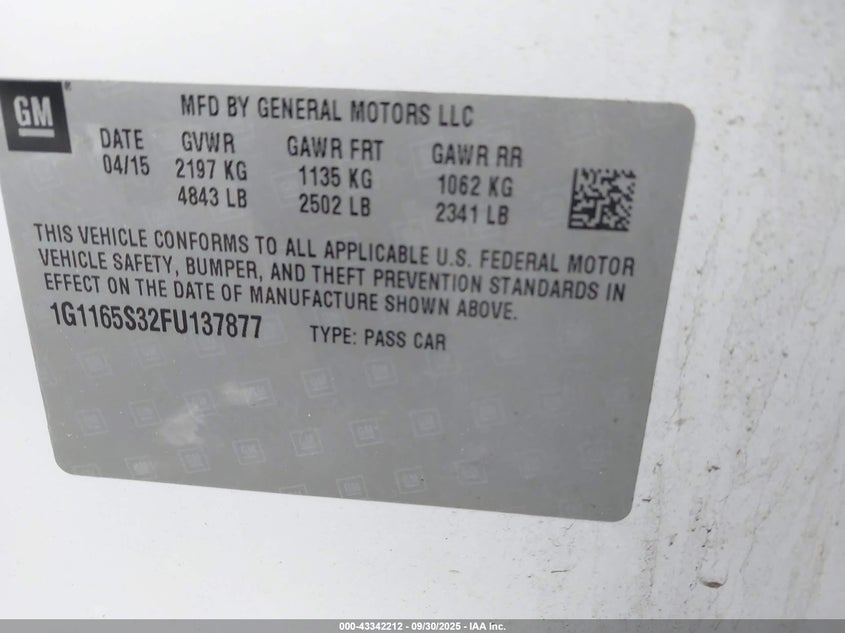 GM
MFD BY GENERAL MOTORS LLC
DATE GVWR GAWR FRT GAWR RR
04/15 2197 KG 1135 KG 1062 KG
4843 LB 2502 LB 2341 LB
THIS VEHICLE CONFORMS TO ALL APPLICABLE U.S. FEDERAL MOTOR
VEHICLE SAFETY, BUMPER, AND THEFT PREVENTION STANDARDS IN
EFFECT ON THE DATE OF MANUFACTURE SHOWN ABOVE.
1G1165S32FU137877 TYPE: PASS CAR
000-43342212 - 09/30/2025 - IAA Inc.